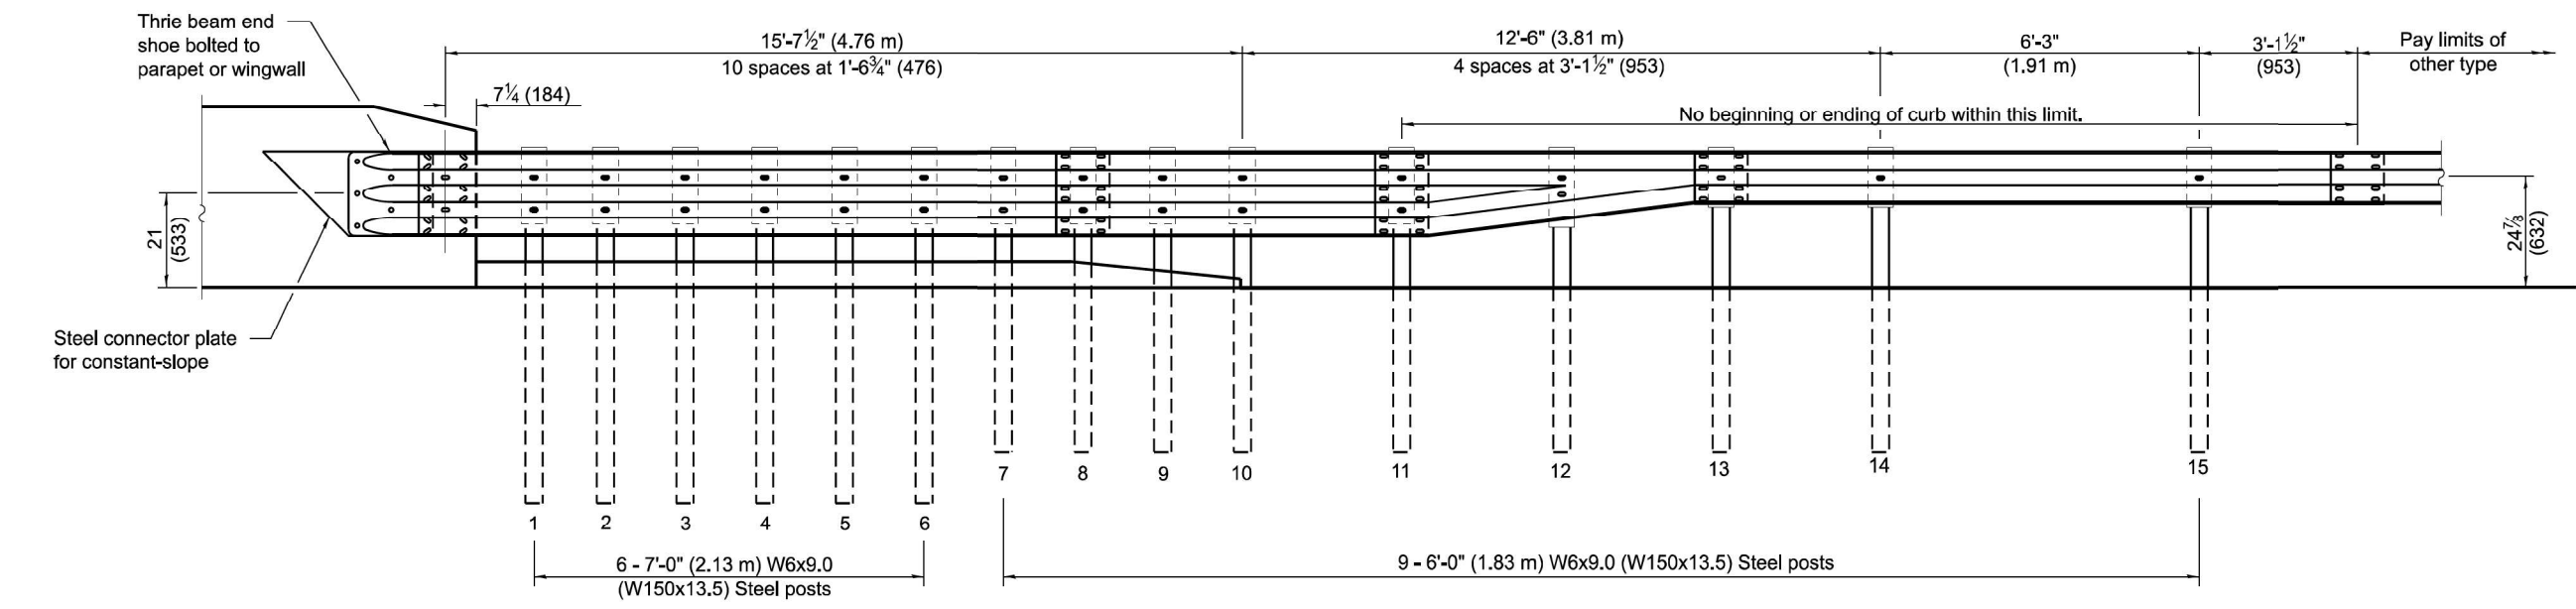 Thrie beam end
shoe bolted to
parapet or wingwall
15'-7½" (4.76 m)
10 spaces at 1'-6¾" (476)
12'-6" (3.81 m)
4 spaces at 3'-1½" (953)
6'-3"
(1.91 m)
3'-1½"
(953)
Pay limits of
other type
7¼ (184)
No beginning or ending of curb within this limit.
21
(533)
24⅞
(632)
Steel connector plate
for constant-slope
1
2
3
4
5
6
7
8
9
10
11
12
13
14
15
6 - 7'-0" (2.13 m) W6x9.0
(W150x13.5) Steel posts
9 - 6'-0" (1.83 m) W6x9.0 (W150x13.5) Steel posts